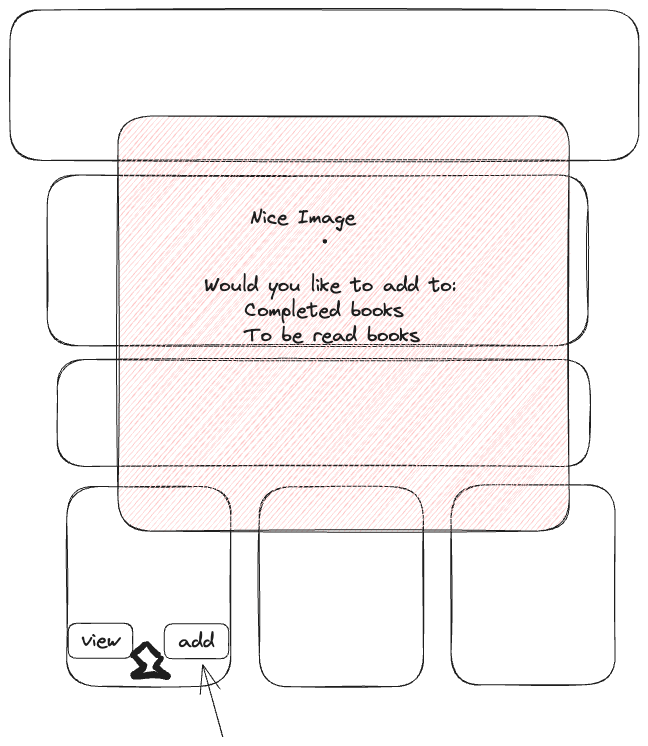 Nice Image
Would you like to add to:
Completed books
To be read books
view
add